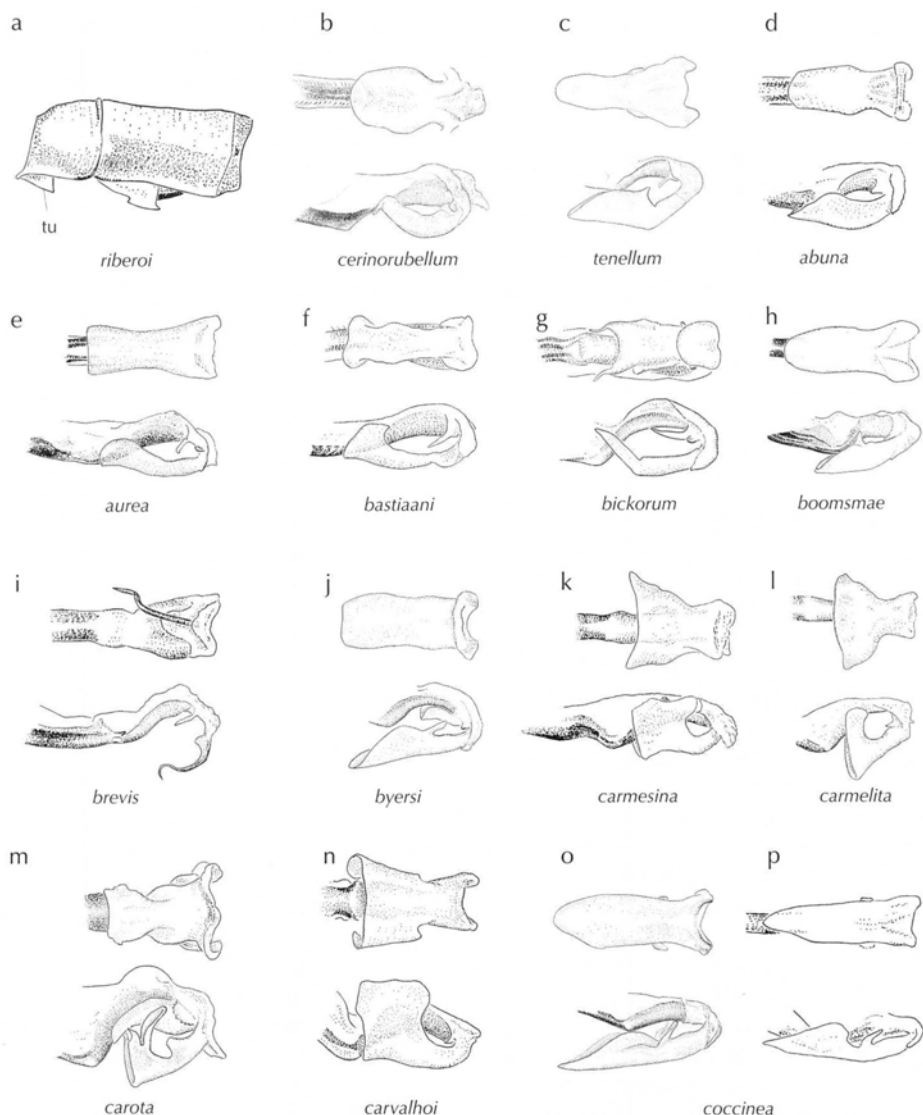 a b c d
tu
riberoi cerinorubellum tenellum abuna
e f g h
aurea bastiaani bickorum boomsmae
i j k l
brevis byersi carmesina carmelita
m n o p
carota carvalhoi coccinea